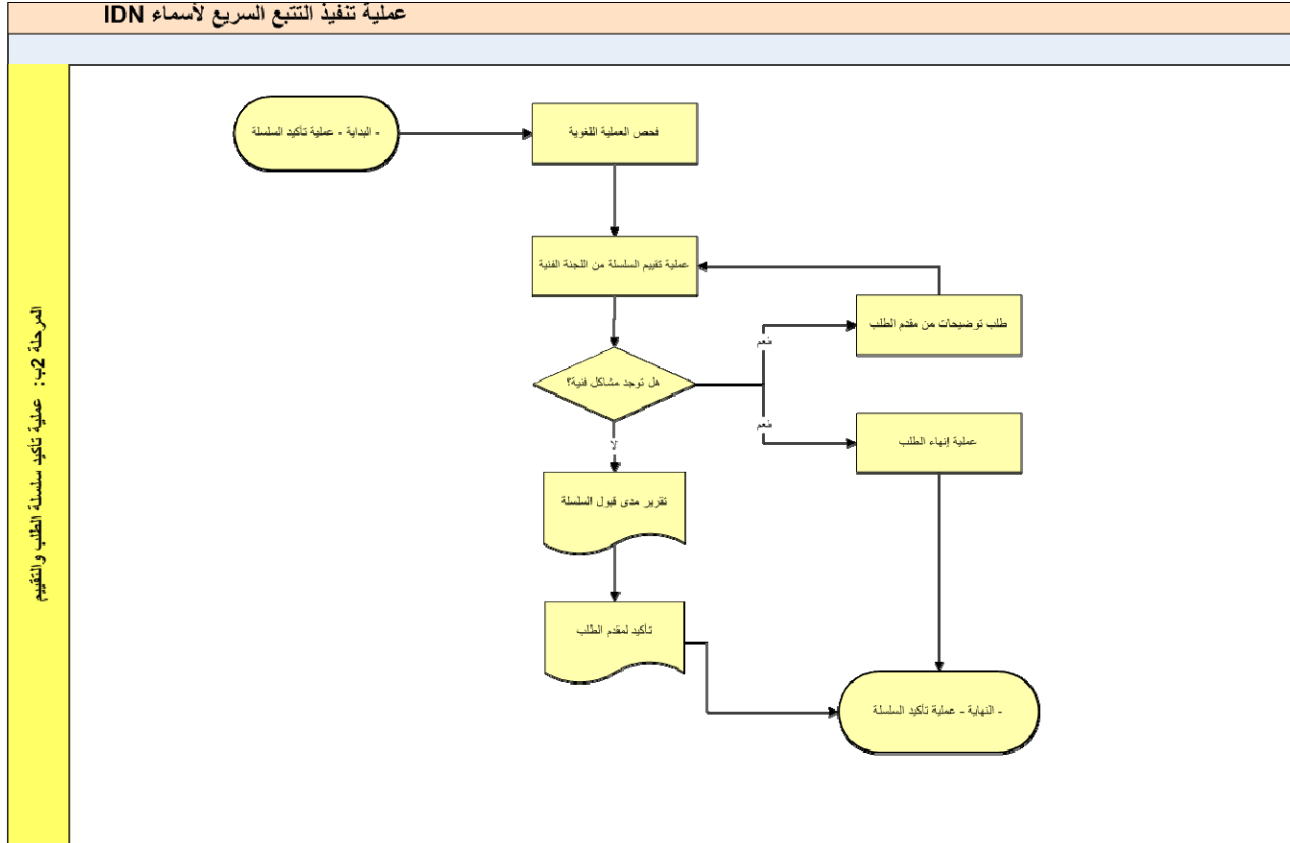 عملية تنفيذ التتبع السريع لأسماء IDN
المرحلة 2ب: عملية تأكيد سلسلة الطلب والتقييم
- البداية - عملية تأكيد السلسلة
فحص العملية اللغوية
عملية تقييم السلسلة من اللجنة الفنية
طلب توضيحات من مقدم الطلب
نعم
هل توجد مشاكل فنية؟
نعم
عملية إنهاء الطلب
لا
تقرير مدى قبول السلسلة
تأكيد لمقدم الطلب
- النهاية - عملية تأكيد السلسلة